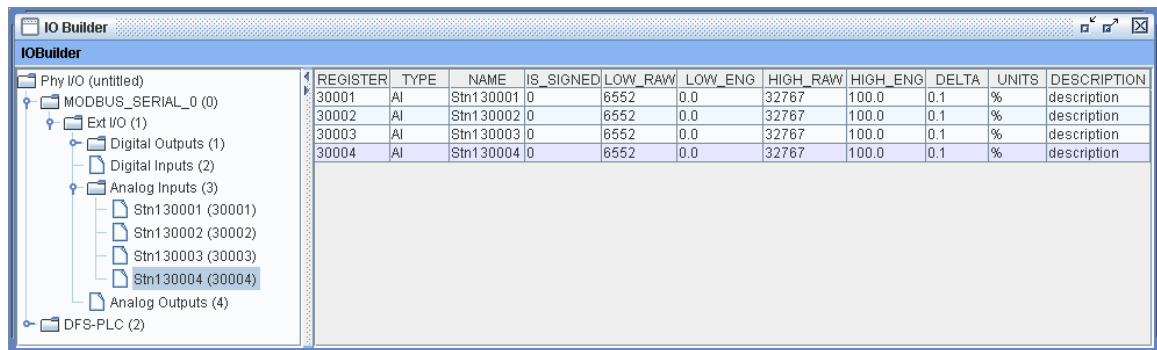 IO Builder
IOBuilder
Phy I/O (untitled)
MODBUS_SERIAL_0 (0)
Ext I/O (1)
Digital Outputs (1)
Digital Inputs (2)
Analog Inputs (3)
Stn130001 (30001)
Stn130002 (30002)
Stn130003 (30003)
Stn130004 (30004)
Analog Outputs (4)
DFS-PLC (2)
REGISTER TYPE NAME IS_SIGNED LOW_RAW LOW_ENG HIGH_RAW HIGH_ENG DELTA UNITS DESCRIPTION
30001 AI Stn130001 0 6552 0.0 32767 100.0 0.1 % description
30002 AI Stn130002 0 6552 0.0 32767 100.0 0.1 % description
30003 AI Stn130003 0 6552 0.0 32767 100.0 0.1 % description
30004 AI Stn130004 0 6552 0.0 32767 100.0 0.1 % description